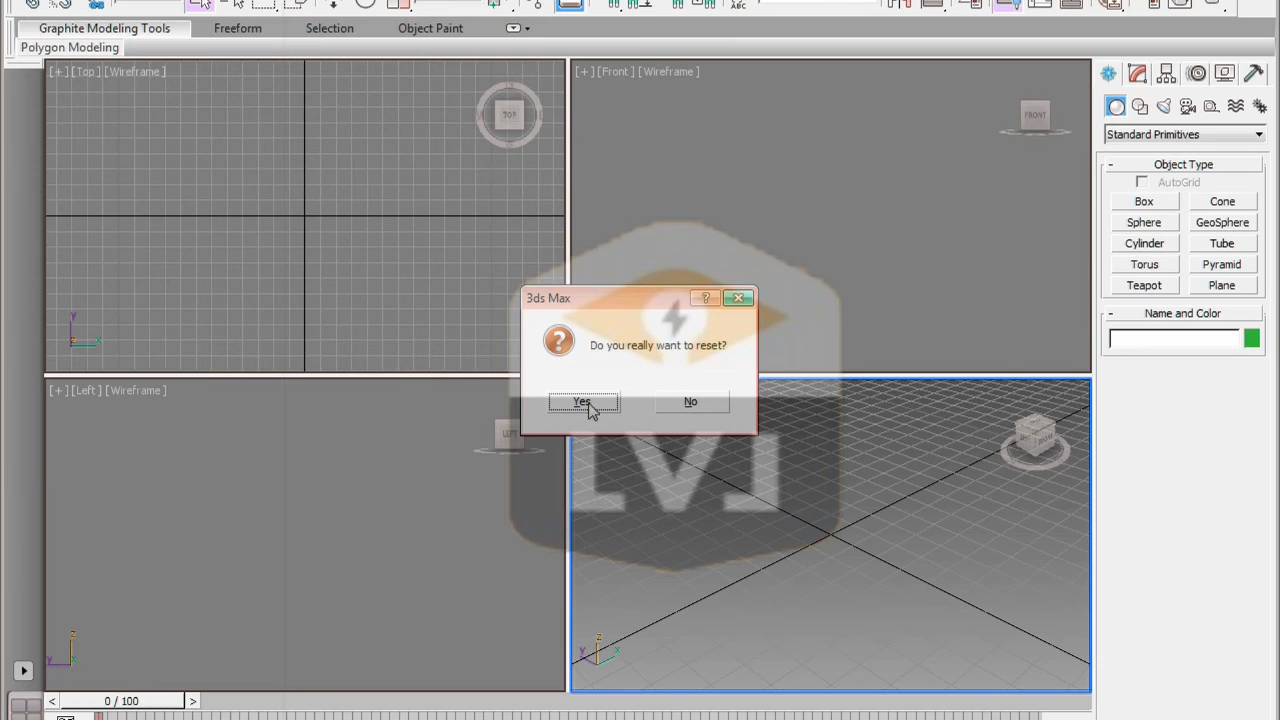 Graphite Modeling Tools
Freeform
Selection
Object Paint
Polygon Modeling
[+][Top][Wireframe]
TOP
[+][Front][Wireframe]
FRONT
Standard Primitives
- Object Type
AutoGrid
Box
Cone
Sphere
GeoSphere
Cylinder
Tube
Torus
Pyramid
Teapot
Plane
- Name and Color
3ds Max
?
Do you really want to reset?
Yes
No
y
x
z
[+][Left][Wireframe]
LEFT
z
y
x
z
y
x
< 0 / 100 >